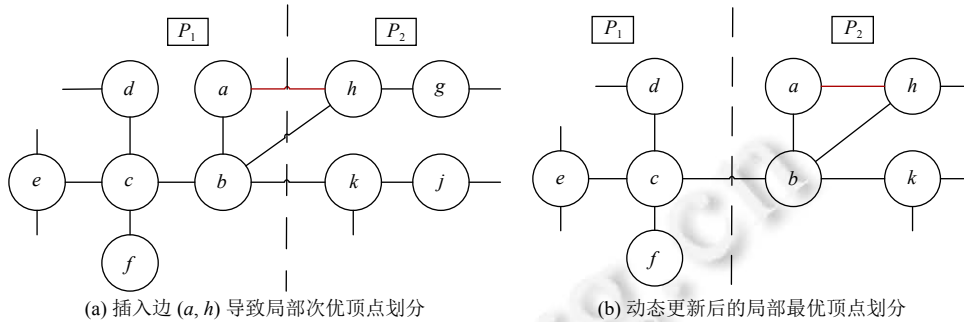 P₁ P₂
d a h g
e c b k j
f
(a) 插入边 (a, h) 导致局部次优顶点划分
P₁ P₂
d a h
e c b k
f
(b) 动态更新后的局部最优顶点划分